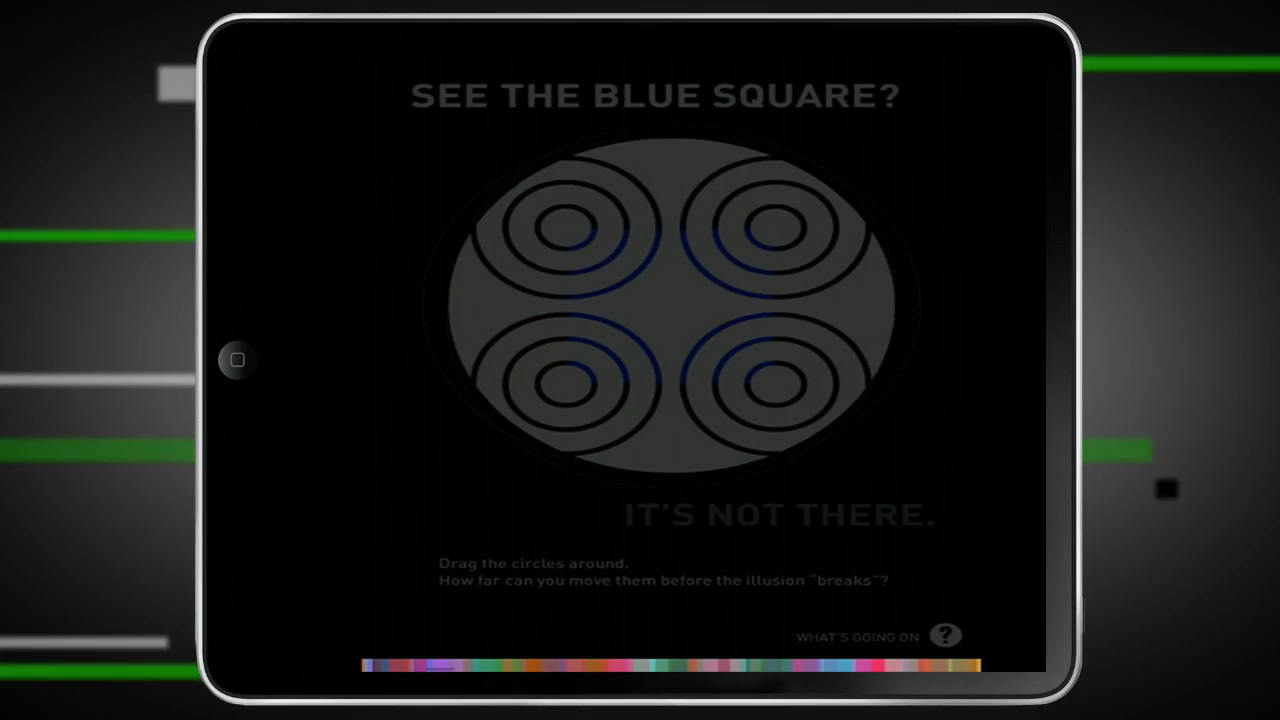 SEE THE BLUE SQUARE?
IT'S NOT THERE.
Drag the circles around.
How far can you move them before the illusion "breaks"?
WHAT'S GOING ON ?